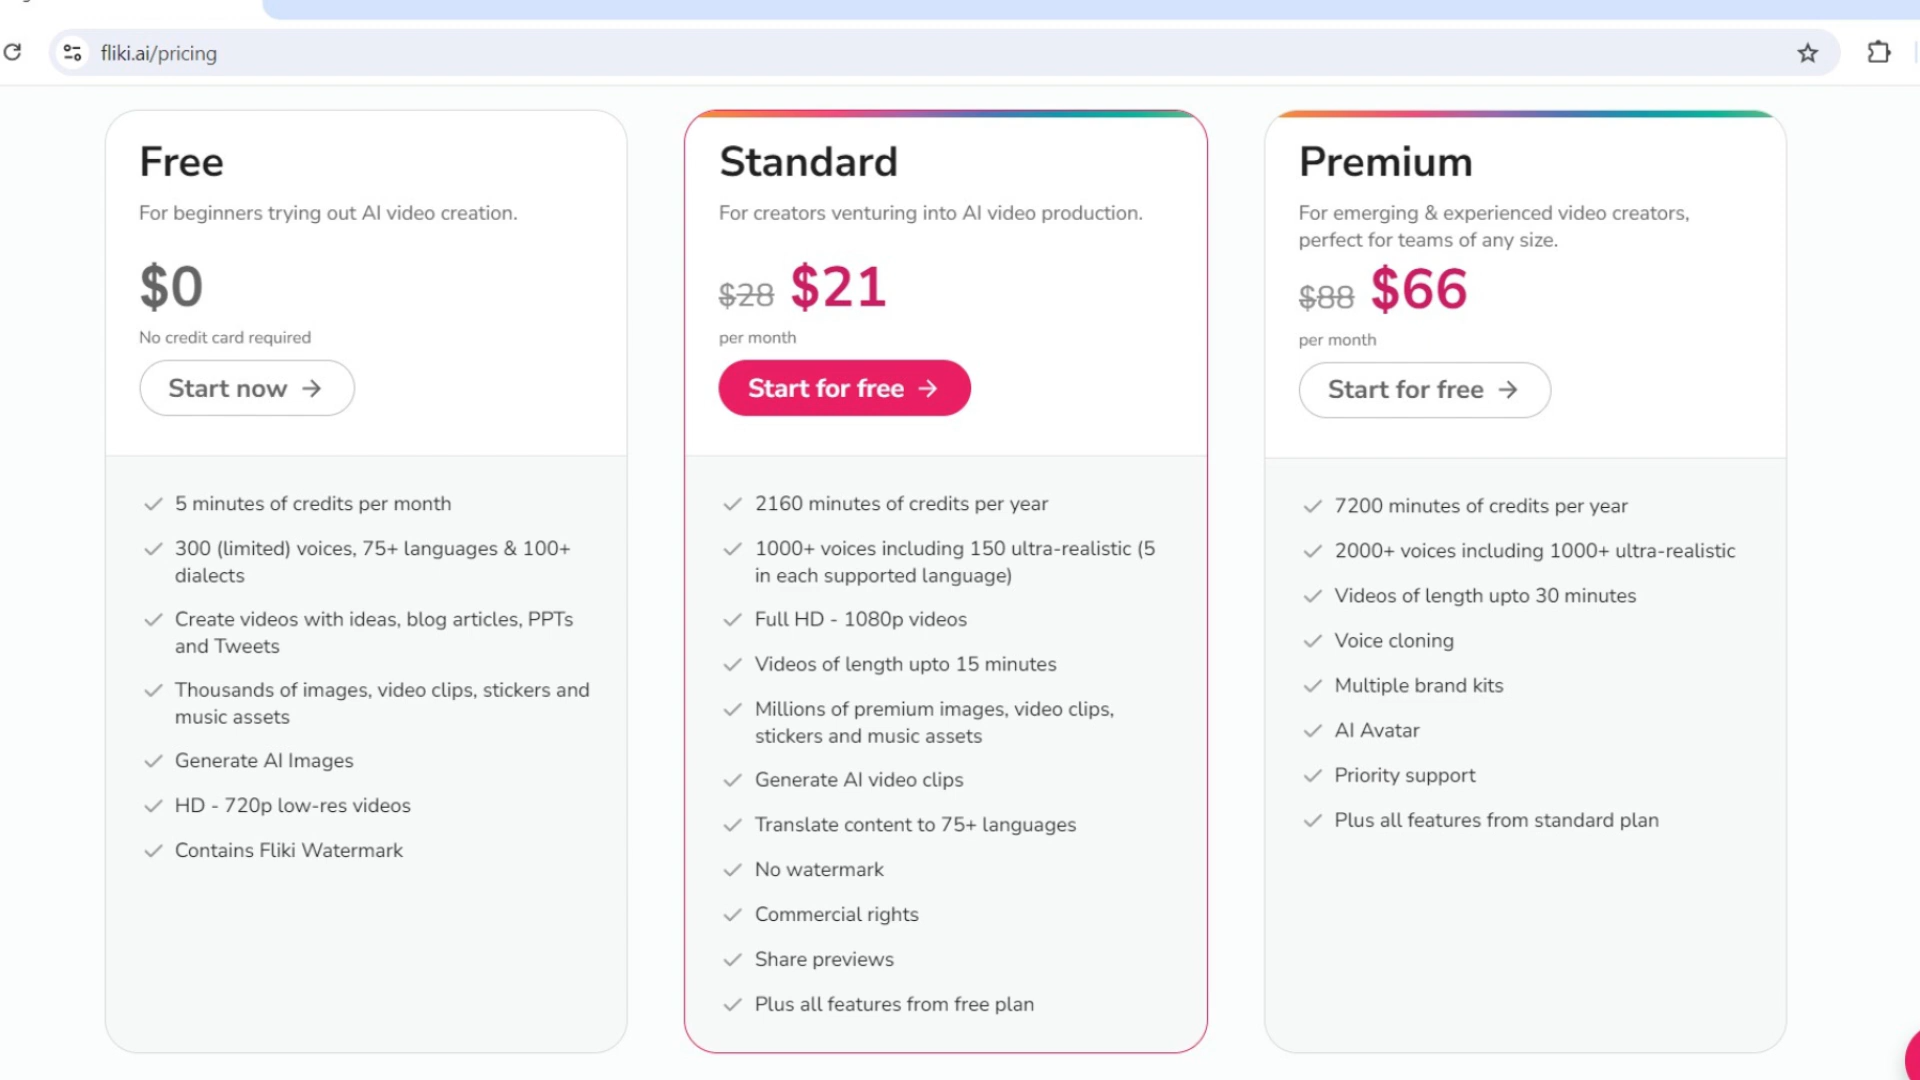 fliki.ai/pricing
Free
For beginners trying out AI video creation.
$0
No credit card required
Start now
5 minutes of credits per month
300 (limited) voices, 75+ languages & 100+
dialects
Create videos with ideas, blog articles, PPTs
and Tweets
Thousands of images, video clips, stickers and
music assets
Generate AI Images
HD - 720p low-res videos
Contains Fliki Watermark
Standard
For creators venturing into AI video production.
$28 $21
per month
Start for free
2160 minutes of credits per year
1000+ voices including 150 ultra-realistic (5
in each supported language)
Full HD - 1080p videos
Videos of length upto 15 minutes
Millions of premium images, video clips,
stickers and music assets
Generate AI video clips
Translate content to 75+ languages
No watermark
Commercial rights
Share previews
Plus all features from free plan
Premium
For emerging & experienced video creators,
perfect for teams of any size.
$88 $66
per month
Start for free
7200 minutes of credits per year
2000+ voices including 1000+ ultra-realistic
Videos of length upto 30 minutes
Voice cloning
Multiple brand kits
AI Avatar
Priority support
Plus all features from standard plan